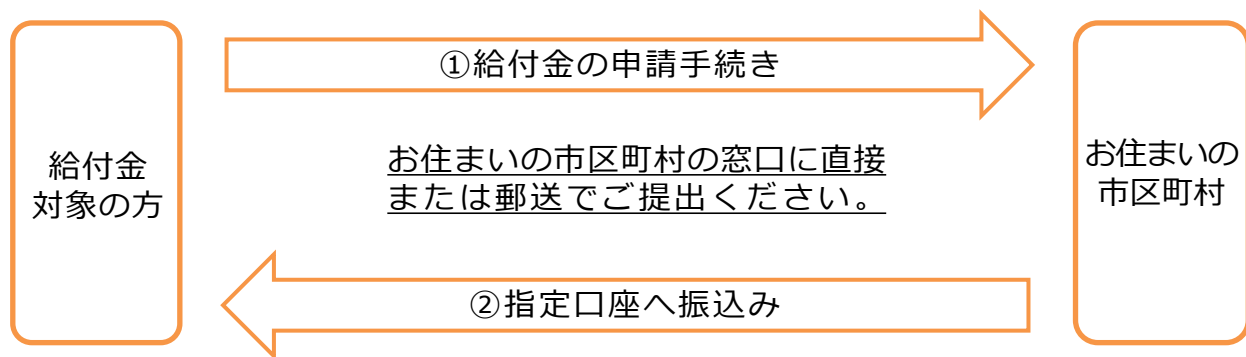 ①給付金の申請手続き
給付金
対象の方
お住まいの市区町村の窓口に直接
または郵送でご提出ください。
お住まいの
市区町村
②指定口座へ振込み